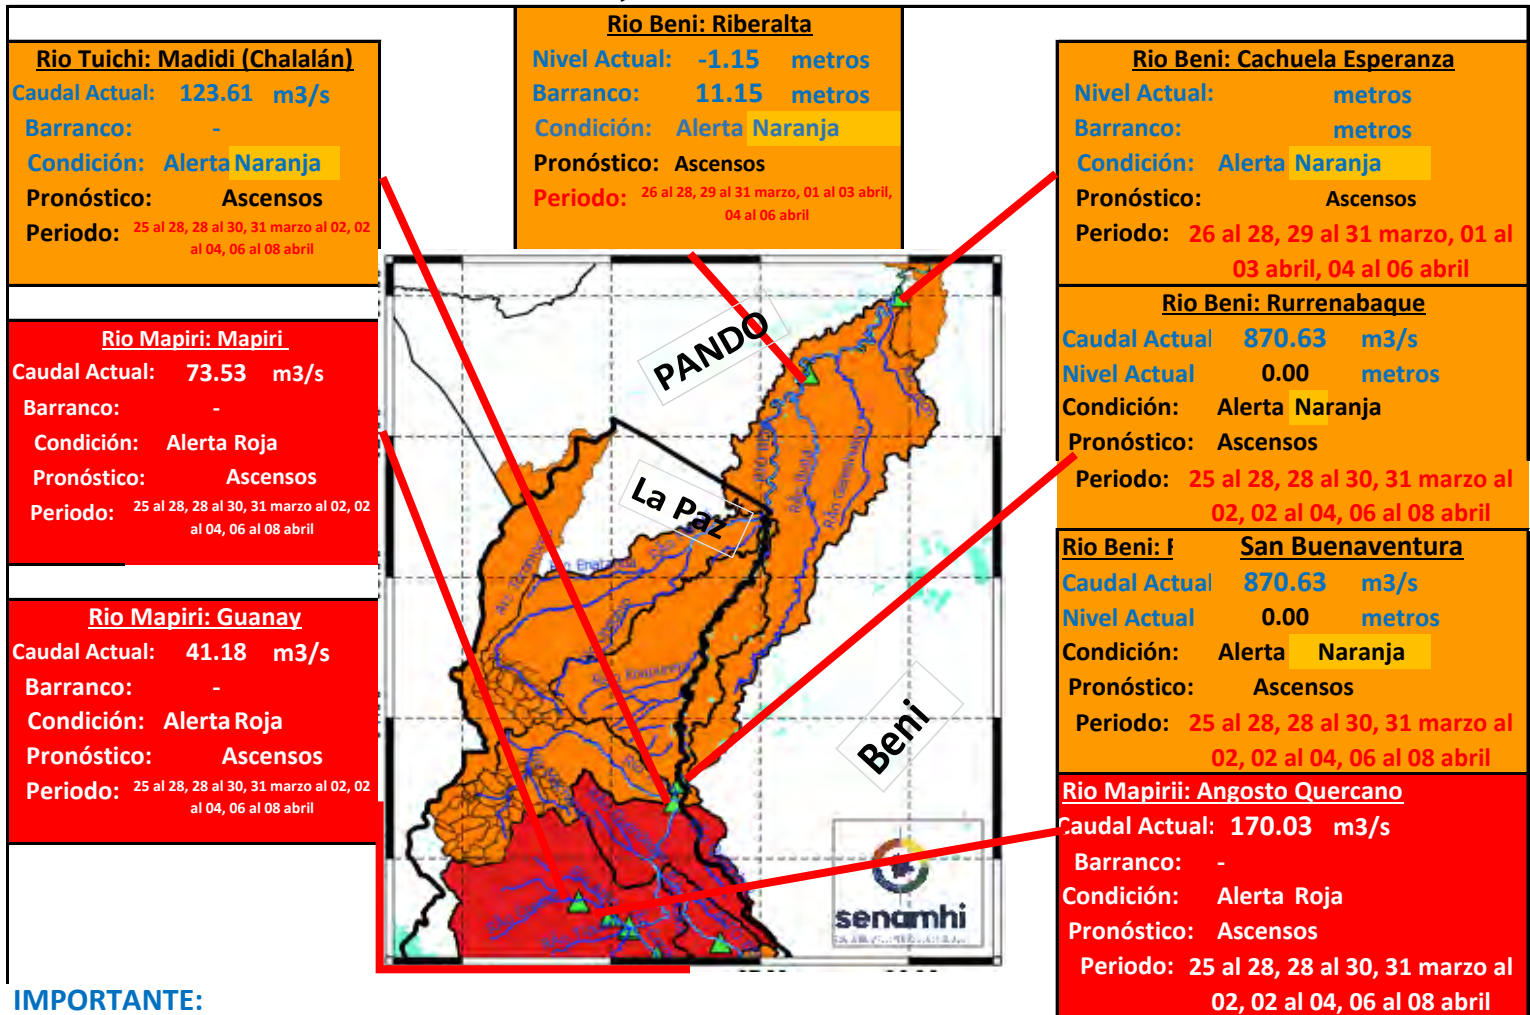 Rio Tuichi: Madidi (Chalalán)
Caudal Actual: 123.61 m3/s
Barranco: -
Condición: Alerta Naranja
Pronóstico: Ascensos
Periodo: 25 al 28, 28 al 30, 31 marzo al 02, 02
al 04, 06 al 08 abril
Rio Mapiri: Mapiri
Caudal Actual: 73.53 m3/s
Barranco: -
Condición: Alerta Roja
Pronóstico: Ascensos
Periodo: 25 al 28, 28 al 30, 31 marzo al 02, 02
al 04, 06 al 08 abril
Rio Mapiri: Guanay
Caudal Actual: 41.18 m3/s
Barranco: -
Condición: Alerta Roja
Pronóstico: Ascensos
Periodo: 25 al 28, 28 al 30, 31 marzo al 02, 02
al 04, 06 al 08 abril
Rio Beni: Riberalta
Nivel Actual: -1.15 metros
Barranco: 11.15 metros
Condición: Alerta Naranja
Pronóstico: Ascensos
Periodo: 26 al 28, 29 al 31 marzo, 01 al 03 abril,
04 al 06 abril
PANDO
La Paz
Beni
senamhi
Rio Beni: Cachuela Esperanza
Nivel Actual: metros
Barranco: metros
Condición: Alerta Naranja
Pronóstico: Ascensos
Periodo: 26 al 28, 29 al 31 marzo, 01 al
03 abril, 04 al 06 abril
Rio Beni: Rurrenabaque
Caudal Actual 870.63 m3/s
Nivel Actual 0.00 metros
Condición: Alerta Naranja
Pronóstico: Ascensos
Periodo: 25 al 28, 28 al 30, 31 marzo al
02, 02 al 04, 06 al 08 abril
Rio Beni: San Buenaventura
Caudal Actual 870.63 m3/s
Nivel Actual 0.00 metros
Condición: Alerta Naranja
Pronóstico: Ascensos
Periodo: 25 al 28, 28 al 30, 31 marzo al
02, 02 al 04, 06 al 08 abril
Rio Mapirii: Angosto Quercano
Caudal Actual: 170.03 m3/s
Barranco: -
Condición: Alerta Roja
Pronóstico: Ascensos
Periodo: 25 al 28, 28 al 30, 31 marzo al
02, 02 al 04, 06 al 08 abril
IMPORTANTE: